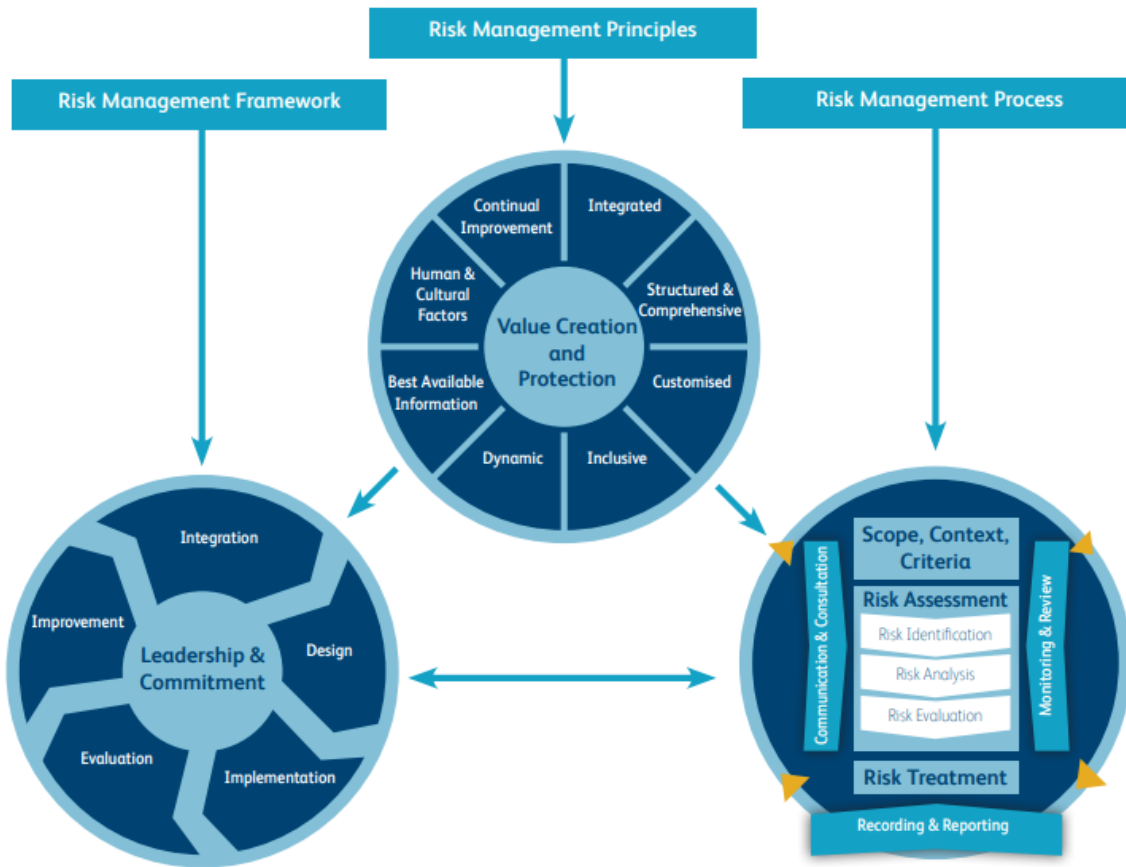 Risk Management Principles
Risk Management Framework
Risk Management Process
Continual
Improvement
Integrated
Human &
Cultural
Factors
Structured &
Comprehensive
Value Creation
and
Protection
Best Available
Information
Customised
Dynamic
Inclusive
Integration
Improvement
Design
Leadership &
Commitment
Evaluation
Implementation
Scope, Context,
Criteria
Communication & Consultation
Risk Assessment
Risk Identification
Risk Analysis
Risk Evaluation
Monitoring & Review
Risk Treatment
Recording & Reporting